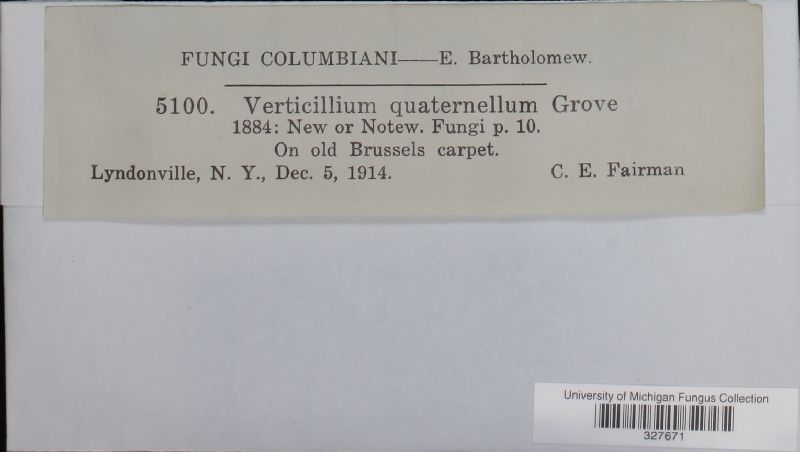 FUNGI COLUMBIANI——E. Bartholomew.
5100. Verticillium quaternellum Grove
1884: New or Notew. Fungi p. 10.
On old Brussels carpet.
Lyndonville, N. Y., Dec. 5, 1914. C. E. Fairman
University of Michigan Fungus Collection
327671